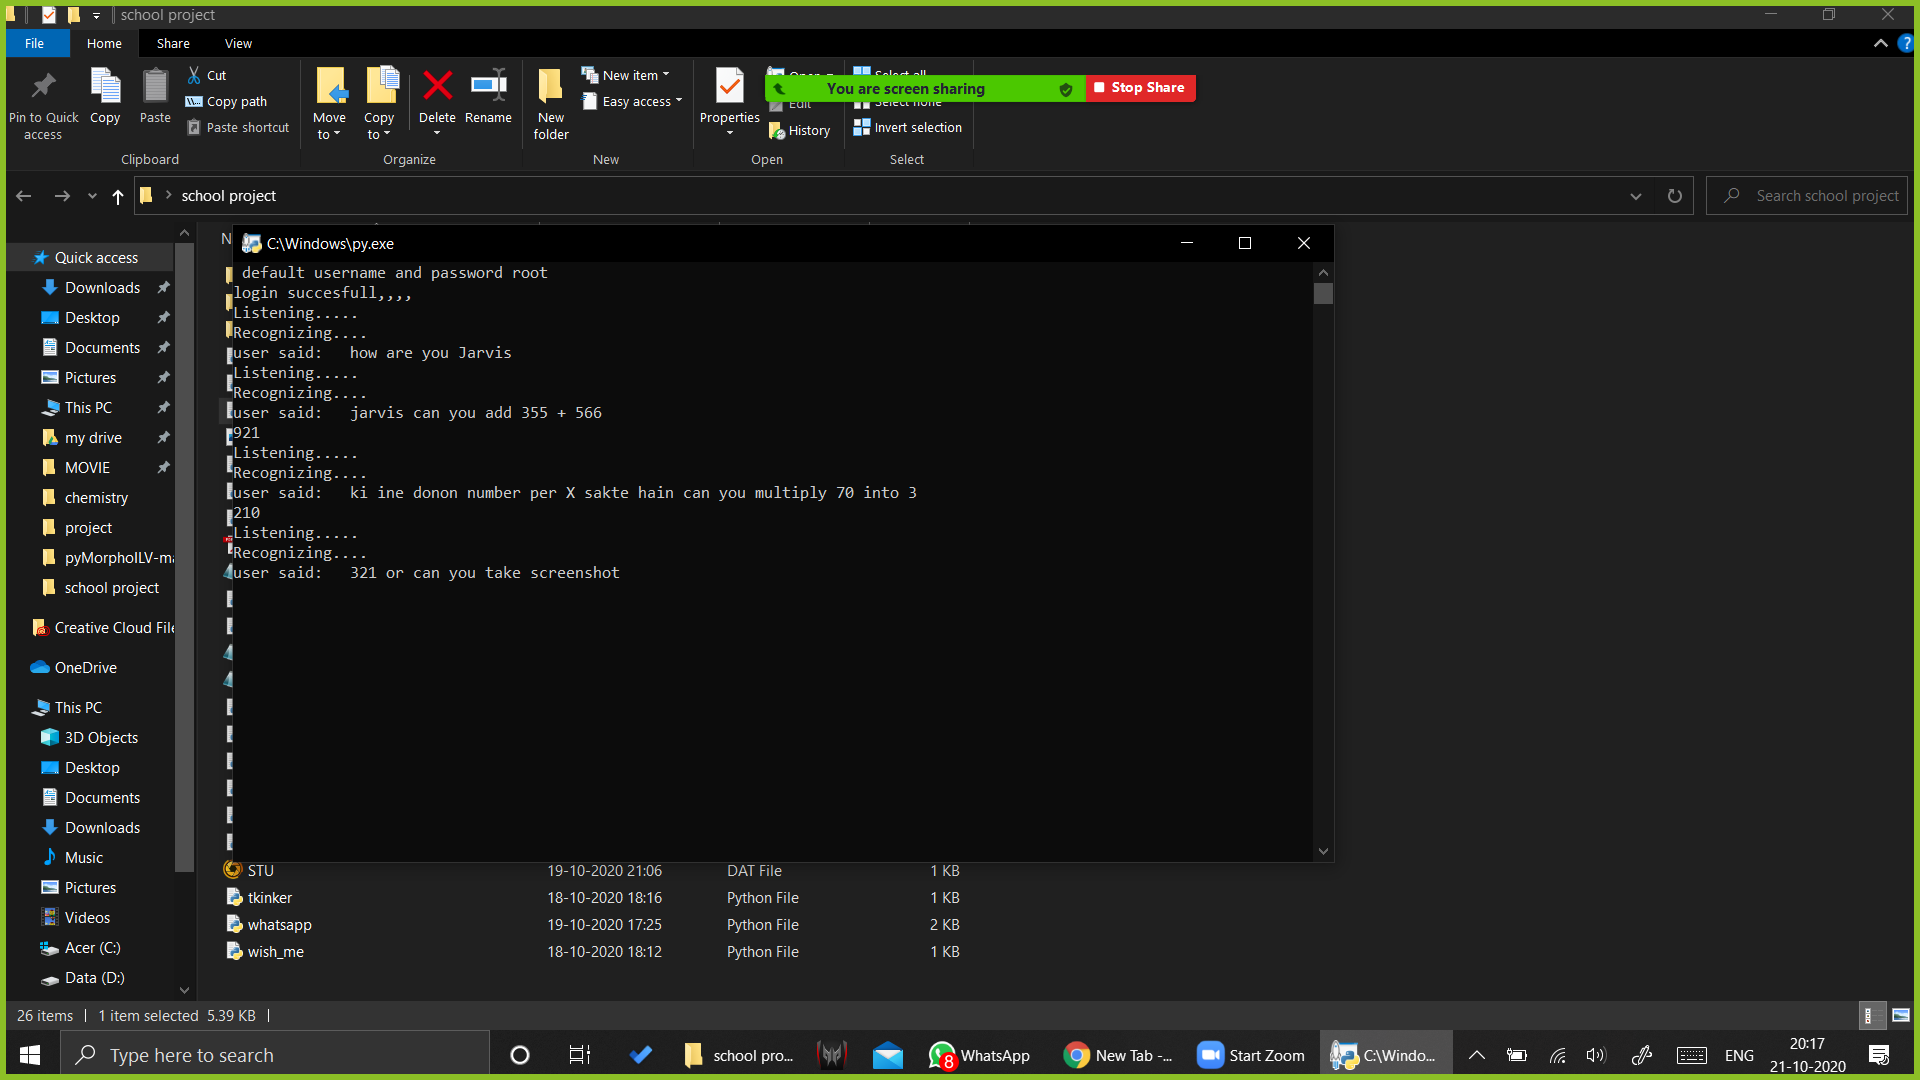 school project
File Home Share View
Pin to Quick access
Copy
Paste
Cut
Copy path
Paste shortcut
Clipboard
Move to
Copy to
Delete
Rename
Organize
New folder
New item
Easy access
New
Properties
Edit
History
Open
Select all
Select none
Invert selection
Select
You are screen sharing
Stop Share
school project
Search school project
Quick access
Downloads
Desktop
Documents
Pictures
This PC
my drive
MOVIE
chemistry
project
pyMorphoILV-ma
school project
Creative Cloud File
OneDrive
This PC
3D Objects
Desktop
Documents
Downloads
Music
Pictures
Videos
Acer (C:)
Data (D:)
C:\Windows\py.exe
default username and password root
login succesfull,,,,
Listening.....
Recognizing....
user said:   how are you Jarvis
Listening.....
Recognizing....
user said:   jarvis can you add 355 + 566
921
Listening.....
Recognizing....
user said:   ki ine donon number per X sakte hain can you multiply 70 into 3
210
Listening.....
Recognizing....
user said:   321 or can you take screenshot
STU 19-10-2020 21:06 DAT File 1 KB
tkinker 18-10-2020 18:16 Python File 1 KB
whatsapp 19-10-2020 17:25 Python File 2 KB
wish_me 18-10-2020 18:12 Python File 1 KB
26 items 1 item selected 5.39 KB
Type here to search
school pro...
8
WhatsApp
New Tab -...
Start Zoom
C:\Windo...
ENG
20:17
21-10-2020